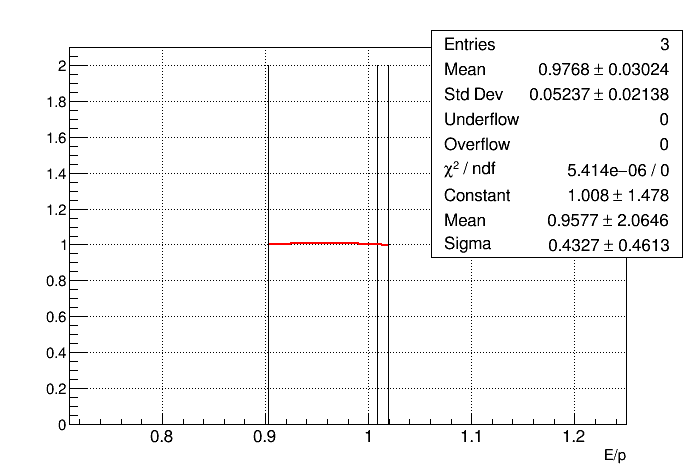 Entries 3
Mean 0.9768 ± 0.03024
Std Dev 0.05237 ± 0.02138
Underflow 0
Overflow 0
χ² / ndf 5.414e−06 / 0
Constant 1.008 ± 1.478
Mean 0.9577 ± 2.0646
Sigma 0.4327 ± 0.4613
2
1.8
1.6
1.4
1.2
1
0.8
0.6
0.4
0.2
0
0.8 0.9 1 1.1 1.2
E/p